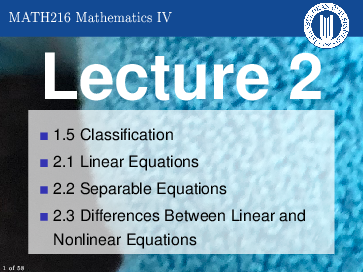 MATH216 Mathematics IV
Lecture 2
1.5 Classification
2.1 Linear Equations
2.2 Separable Equations
2.3 Differences Between Linear and
Nonlinear Equations
1 of 58